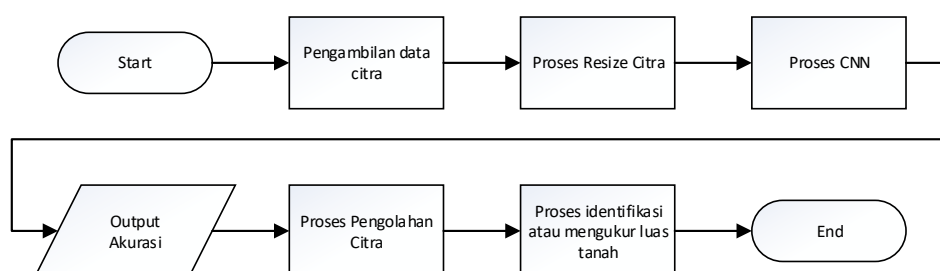 Start
Pengambilan data
citra
Proses Resize Citra
Proses CNN
Output
Akurasi
Proses Pengolahan
Citra
Proses identifikasi
atau mengukur luas
tanah
End